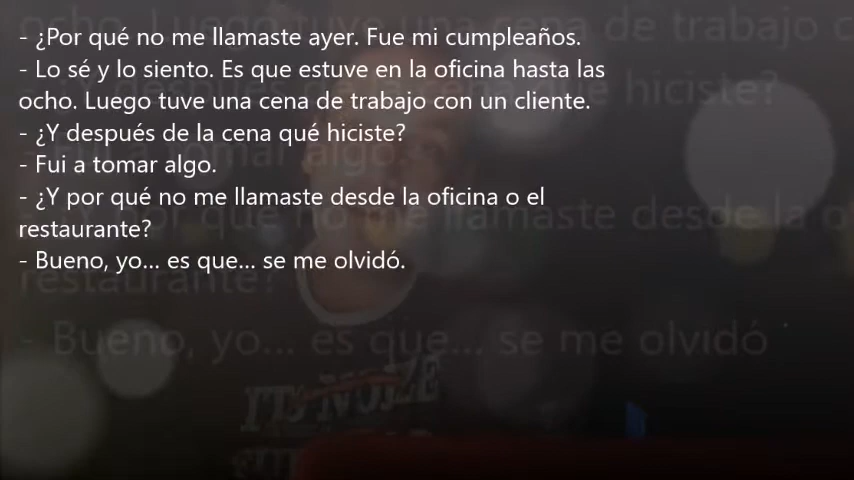 - ¿Por qué no me llamaste ayer. Fue mi cumpleaños.
- Lo sé y lo siento. Es que estuve en la oficina hasta las
ocho. Luego tuve una cena de trabajo con un cliente.
- ¿Y después de la cena qué hiciste?
- Fui a tomar algo.
- ¿Y por qué no me llamaste desde la oficina o el
restaurante?
- Bueno, yo... es que... se me olvidó.